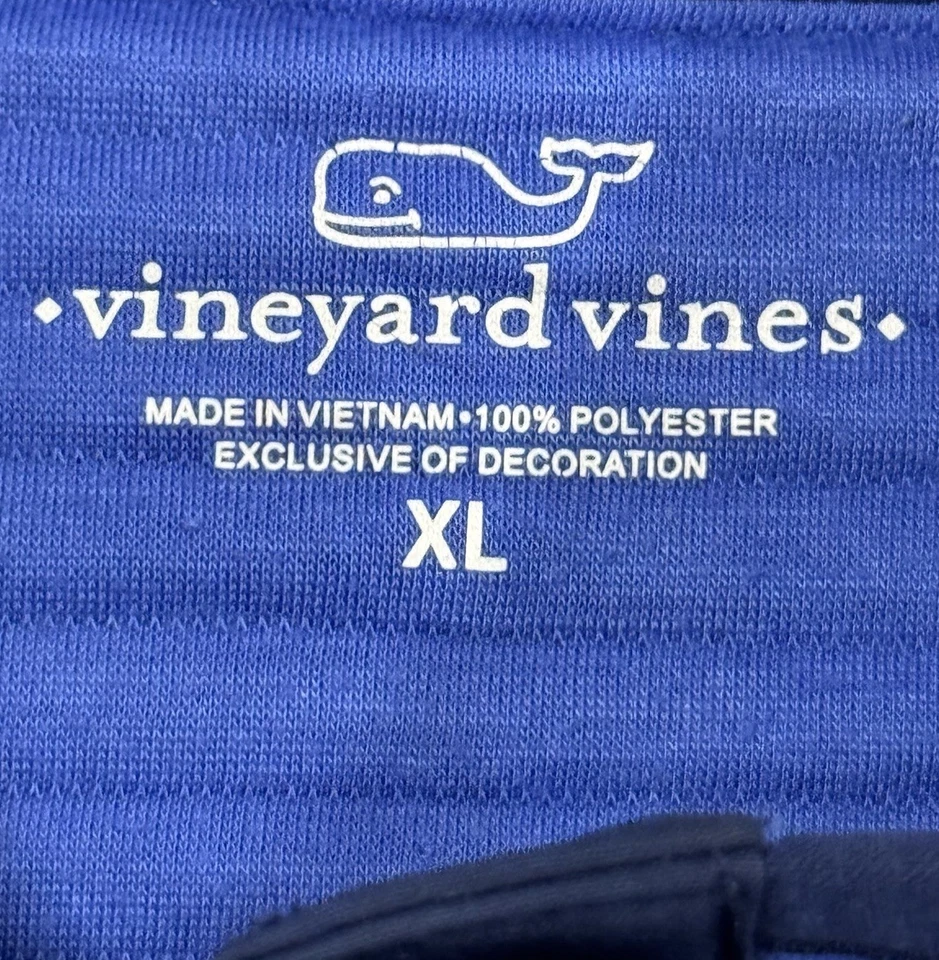 •vineyard vines•
MADE IN VIETNAM•100% POLYESTER
EXCLUSIVE OF DECORATION
XL